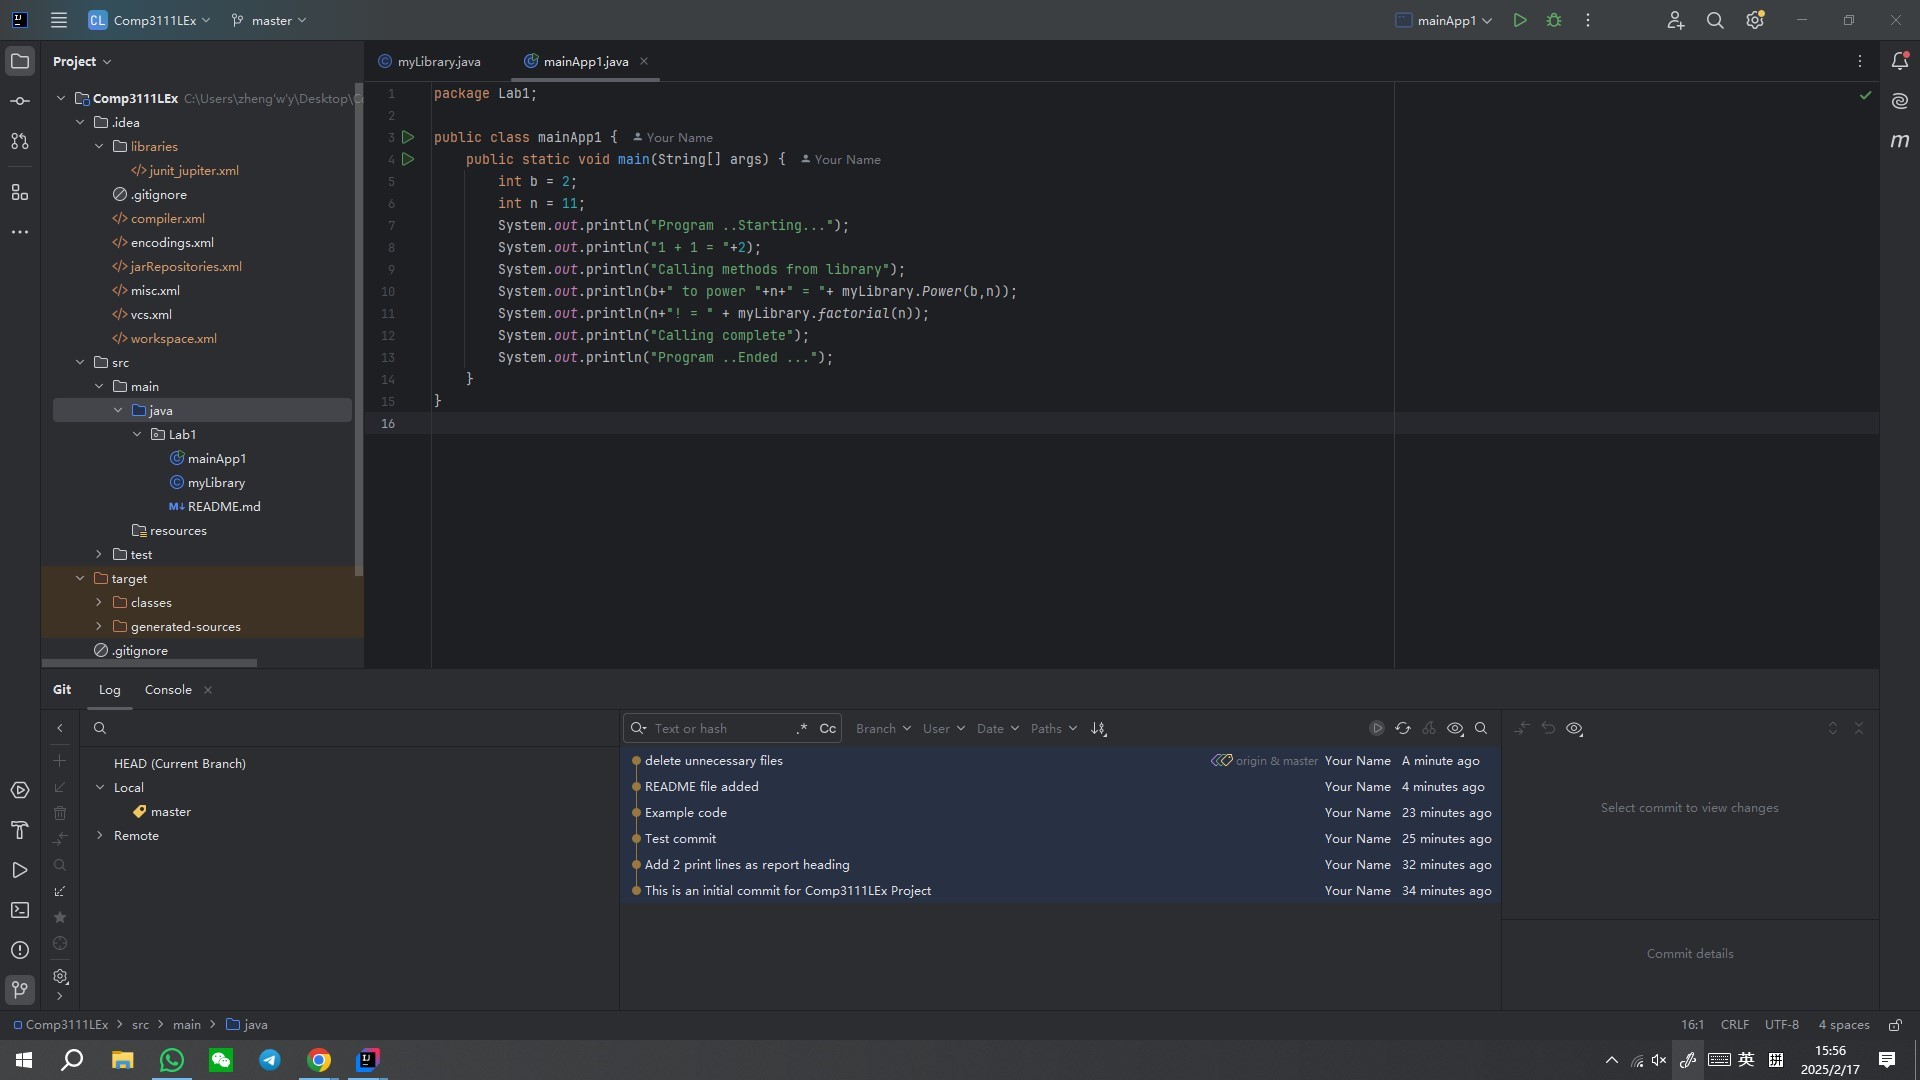 CL Comp3111LEx master mainApp1
Project
myLibrary.java mainApp1.java
Comp3111LEx C:\Users\zheng'w'y\Desktop\C
.idea
libraries
junit_jupiter.xml
.gitignore
compiler.xml
encodings.xml
jarRepositories.xml
misc.xml
vcs.xml
workspace.xml
src
main
java
Lab1
mainApp1
myLibrary
M↓ README.md
resources
test
target
classes
generated-sources
.gitignore
1 package Lab1;
2
3 public class mainApp1 { Your Name
4 public static void main(String[] args) { Your Name
5 int b = 2;
6 int n = 11;
7 System.out.println("Program ..Starting...");
8 System.out.println("1 + 1 = "+2);
9 System.out.println("Calling methods from library");
10 System.out.println(b+" to power "+n+" = "+ myLibrary.Power(b,n));
11 System.out.println(n+"! = " + myLibrary.factorial(n));
12 System.out.println("Calling complete");
13 System.out.println("Program ..Ended ...");
14 }
15 }
16
m
Git Log Console
HEAD (Current Branch)
Local
master
Remote
Text or hash .* Cc Branch User Date Paths
delete unnecessary files origin & master Your Name A minute ago
README file added Your Name 4 minutes ago
Example code Your Name 23 minutes ago
Test commit Your Name 25 minutes ago
Add 2 print lines as report heading Your Name 32 minutes ago
This is an initial commit for Comp3111LEx Project Your Name 34 minutes ago
Select commit to view changes
Commit details
Comp3111LEx > src > main > java
16:1 CRLF UTF-8 4 spaces
英 拼
15:56
2025/2/17